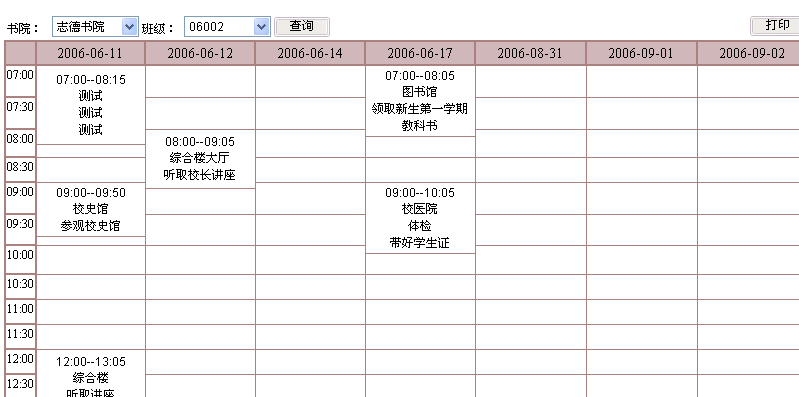 书院： 志德书院 班级： 06002 查询 打印
2006-06-11 2006-06-12 2006-06-14 2006-06-17 2006-08-31 2006-09-01 2006-09-02
07:00
07:00--08:15
测试
测试
测试
07:00--08:05
图书馆
领取新生第一学期
教科书
07:30
08:00
08:00--09:05
综合楼大厅
听取校长讲座
08:30
09:00
09:00--09:50
校史馆
参观校史馆
09:00--10:05
校医院
体检
带好学生证
09:30
10:00
10:30
11:00
11:30
12:00
12:00--13:05
综合楼
听取讲座
12:30